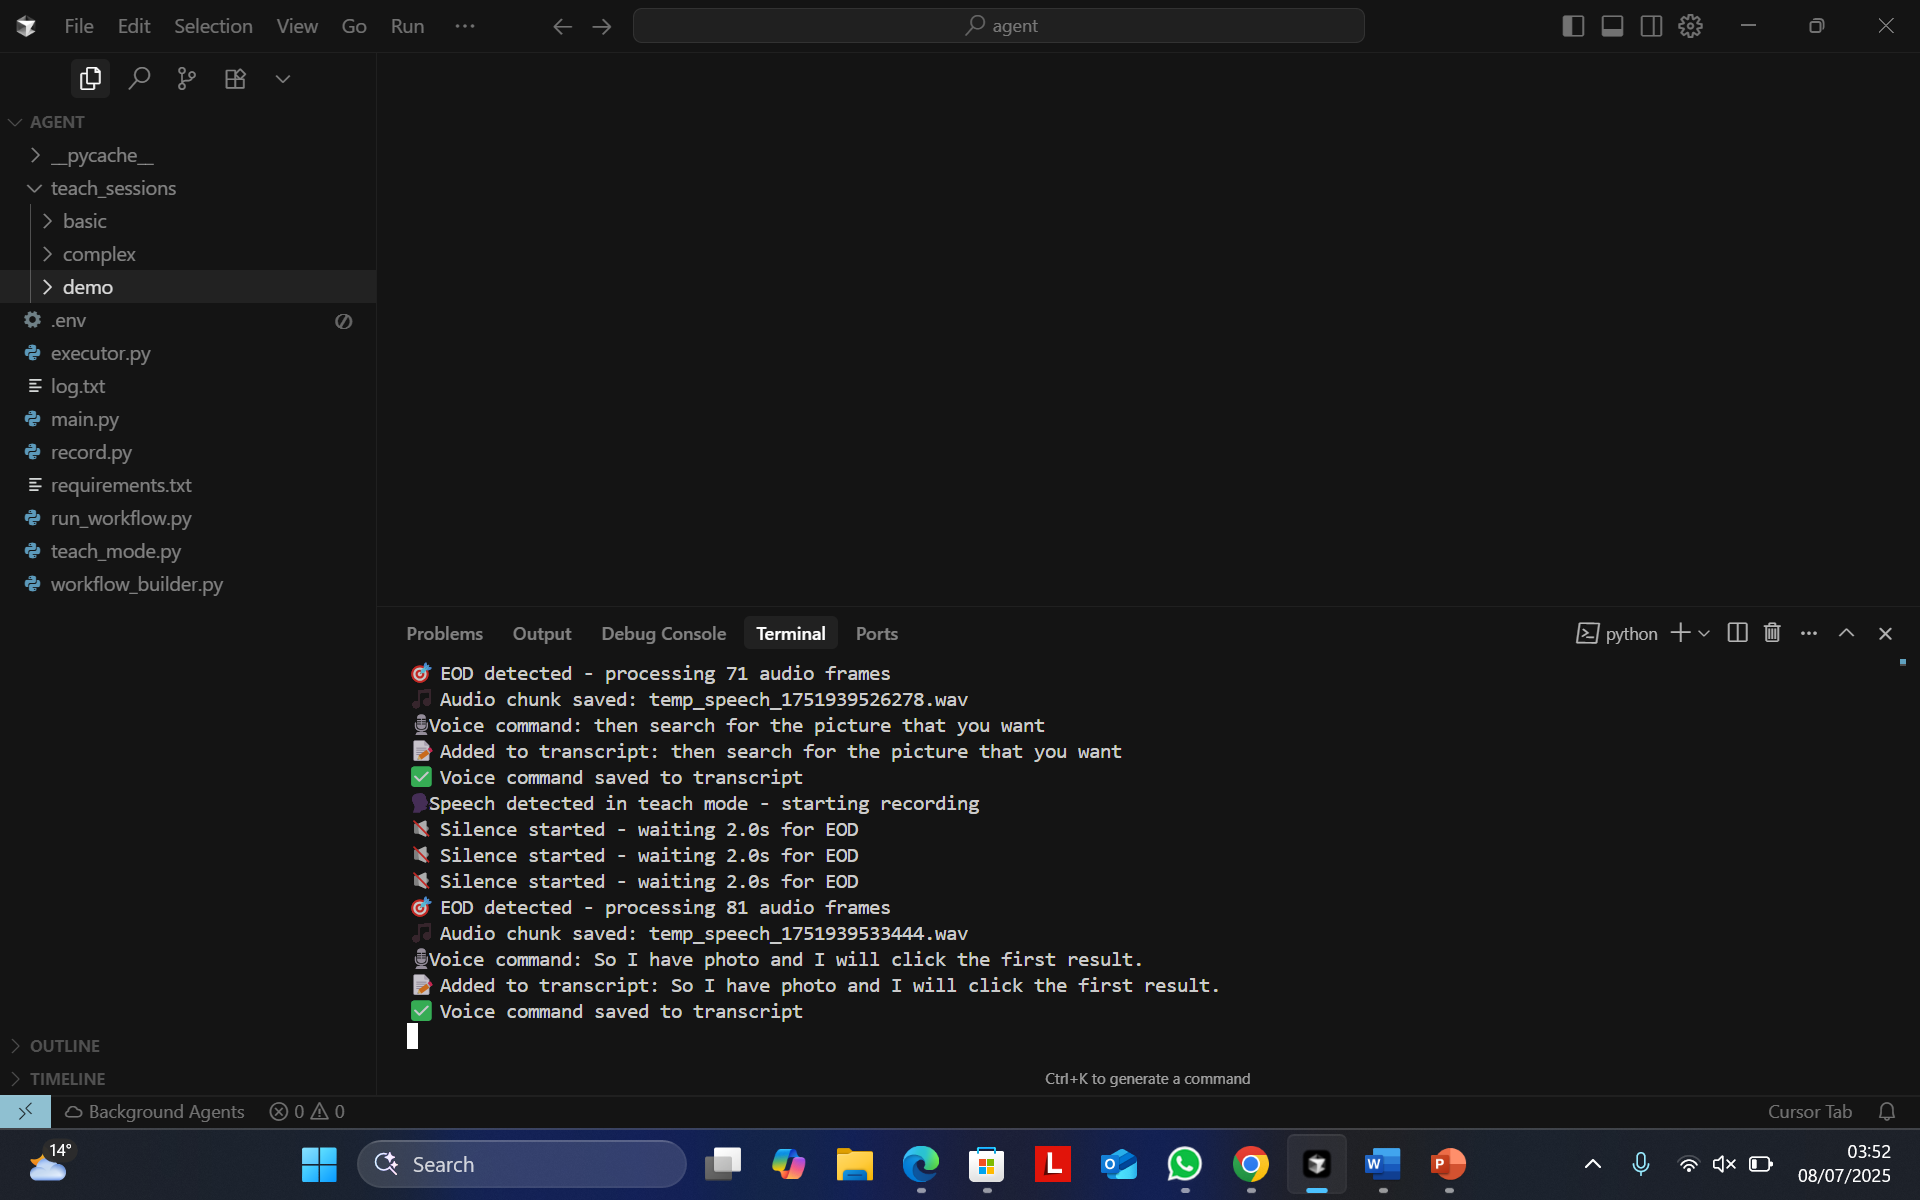 File Edit Selection View Go Run ··· agent
AGENT
__pycache__
teach_sessions
basic
complex
demo
.env
executor.py
log.txt
main.py
record.py
requirements.txt
run_workflow.py
teach_mode.py
workflow_builder.py
OUTLINE
TIMELINE
Problems Output Debug Console Terminal Ports python
EOD detected - processing 71 audio frames
Audio chunk saved: temp_speech_1751939526278.wav
Voice command: then search for the picture that you want
Added to transcript: then search for the picture that you want
Voice command saved to transcript
Speech detected in teach mode - starting recording
Silence started - waiting 2.0s for EOD
Silence started - waiting 2.0s for EOD
Silence started - waiting 2.0s for EOD
EOD detected - processing 81 audio frames
Audio chunk saved: temp_speech_1751939533444.wav
Voice command: So I have photo and I will click the first result.
Added to transcript: So I have photo and I will click the first result.
Voice command saved to transcript
Ctrl+K to generate a command
Background Agents 0 0 Cursor Tab
14° Search L O W P 03:52
08/07/2025